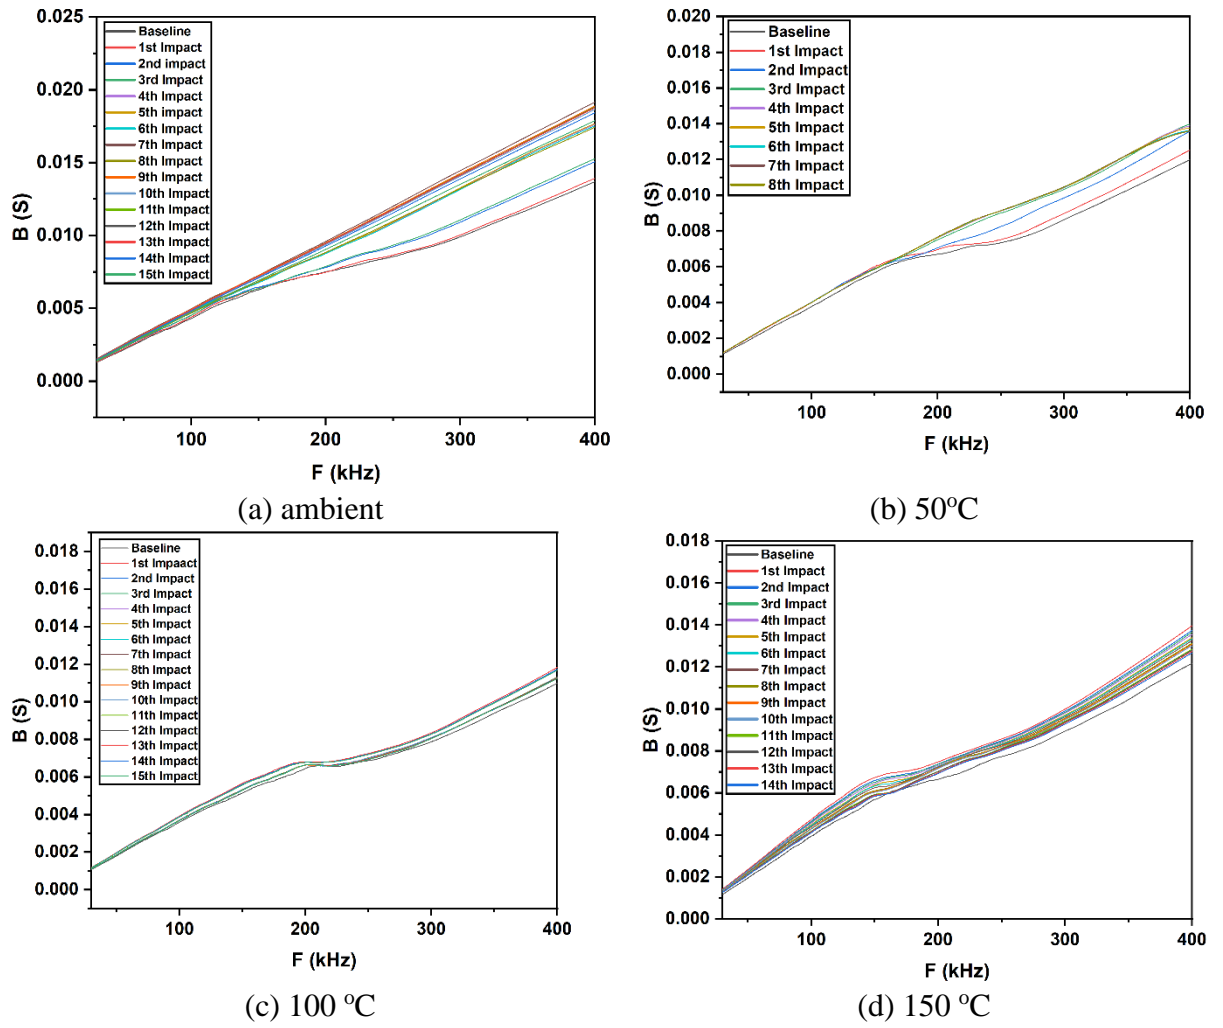 0.025
0.020
0.015
0.010
0.005
0.000
B (S)
Baseline
1st Impact
2nd impact
3rd Impact
4th Impact
5th impact
6th impact
7th Impact
8th Impact
9th Impact
10th Impact
11th Impact
12th Impact
13th Impact
14th Impact
15th Impact
100 200 300 400
F (kHz)
(a) ambient
0.020
0.018
0.016
0.014
0.012
0.010
0.008
0.006
0.004
0.002
0.000
B (S)
Baseline
1st Impact
2nd Impact
3rd Impact
4th Impact
5th Impact
6th Impact
7th Impact
8th Impact
100 200 300 400
F (kHz)
(b) 50°C
0.018
0.016
0.014
0.012
0.010
0.008
0.006
0.004
0.002
0.000
B (S)
Baseline
1st Impaact
2nd Impact
3rd Impact
4th Impact
5th Impact
6th Impact
7th Impact
8th Impact
9th Impact
10th Impact
11th Impact
12th Impact
13th Impact
14th Impact
15th Impact
100 200 300 400
F (kHz)
(c) 100 °C
0.018
0.016
0.014
0.012
0.010
0.008
0.006
0.004
0.002
0.000
B (S)
Baseline
1st Impact
2nd Impact
3rd Impact
4th Impact
5th Impact
6th Impact
7th Impact
8th Impact
9th Impact
10th Impact
11th Impact
12th Impact
13th Impact
14th Impact
100 200 300 400
F (kHz)
(d) 150 °C